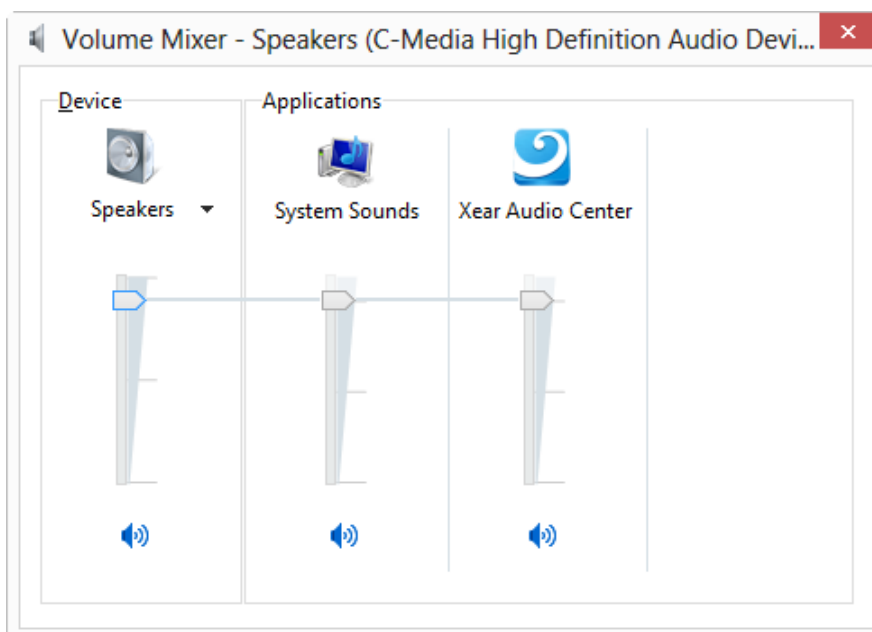 Volume Mixer - Speakers (C-Media High Definition Audio Devi...
Device
Applications
Speakers
System Sounds
Xear Audio Center